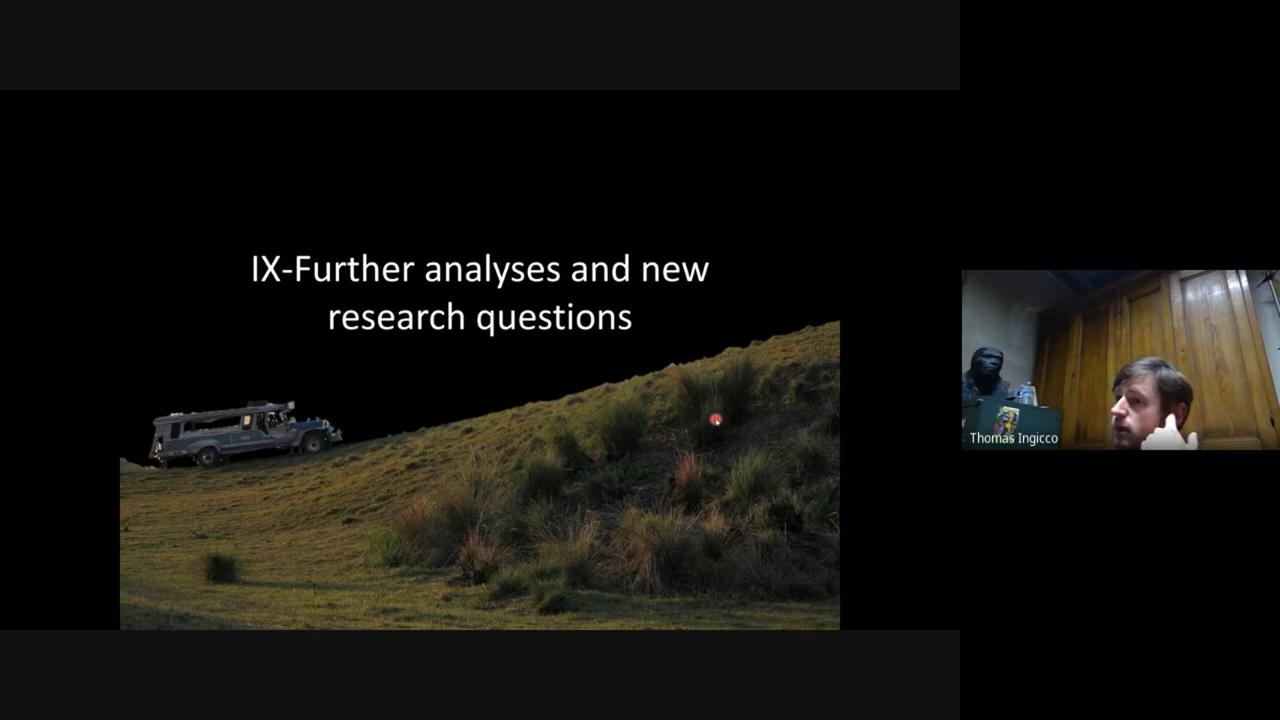 IX-Further analyses and new
research questions
Thomas Ingicco